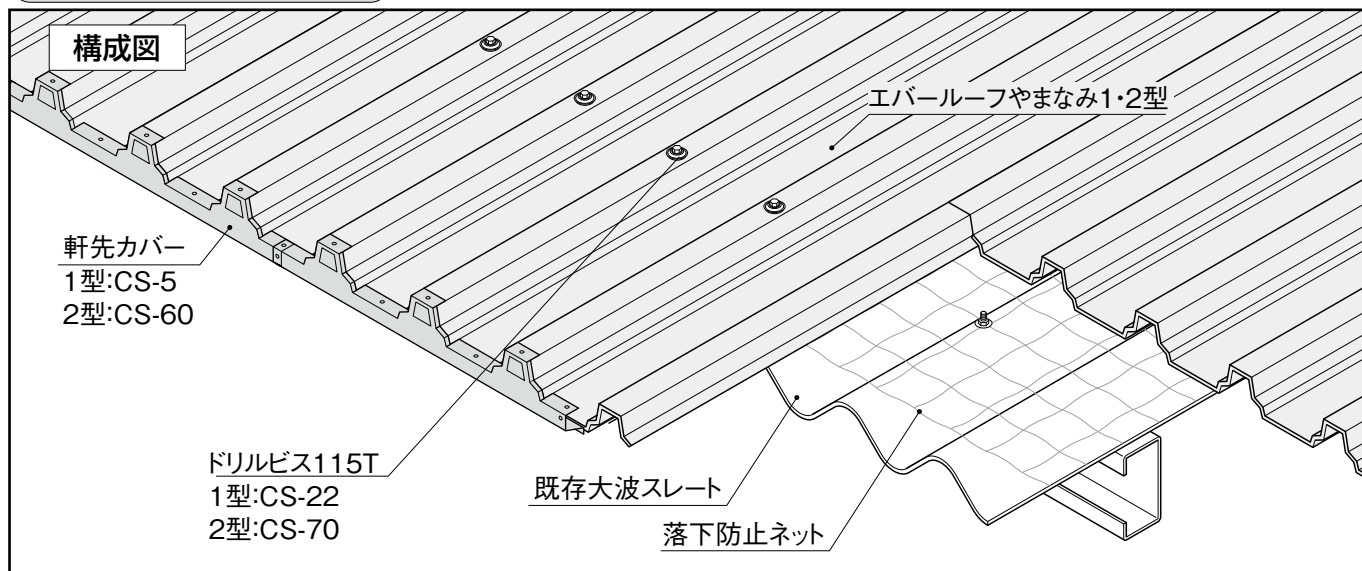 構成図
エバールーフやまなみ1・2型
軒先カバー
1型:CS-5
2型:CS-60
ドリルビス115T
1型:CS-22
2型:CS-70
既存大波スレート
落下防止ネット